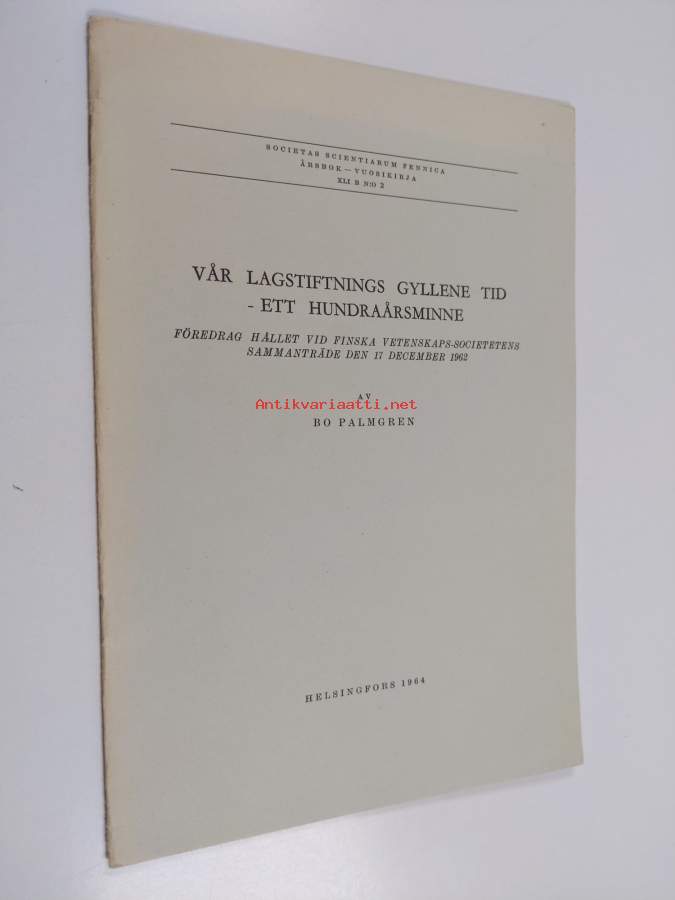 SOCIETAS SCIENTIARUM FENNICA
ÅRSBOK — VUOSIKIRJA
XLI B N:O 2
VÅR LAGSTIFTNINGS GYLLENE TID
- ETT HUNDRAÅRSMINNE
FÖREDRAG HÅLLET VID FINSKA VETENSKAPS-SOCIETETENS
SAMMANTRÄDE DEN 17 DECEMBER 1962
AV
Antikvariaatti.net
BO PALMGREN
HELSINGFORS 1964